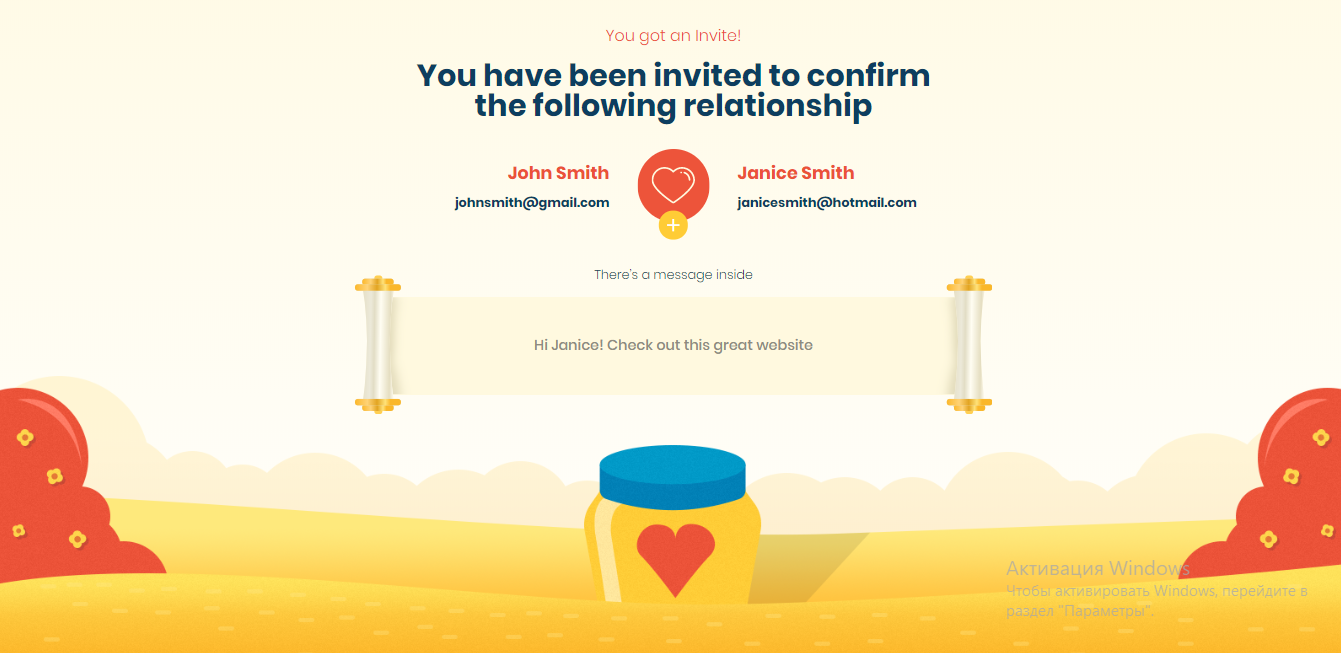 You got an Invite!
You have been invited to confirm
the following relationship
John Smith
johnsmith@gmail.com
Janice Smith
janicesmith@hotmail.com
There's a message inside
Hi Janice! Check out this great website
Активация Windows
Чтобы активировать Windows, перейдите в
раздел "Параметры".